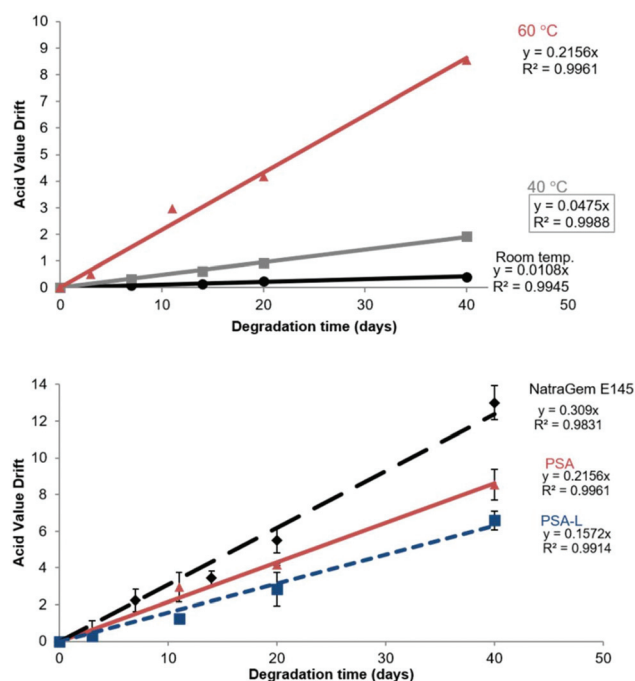 10
9
8
7
6
5
4
3
2
1
0
Acid Value Drift
0
20
40
50
Degradation time (days)
60 °C
y = 0.2156x
R² = 0.9961
40 °C
y = 0.0475x
R² = 0.9988
Room temp.
y = 0.0108x
R² = 0.9945
14
12
10
8
6
4
2
0
Acid Value Drift
0
10
20
30
40
50
Degradation time (days)
NatraGem E145
y = 0.309x
R² = 0.9831
PSA
y = 0.2156x
R² = 0.9961
PSA-L
y = 0.1572x
R² = 0.9914